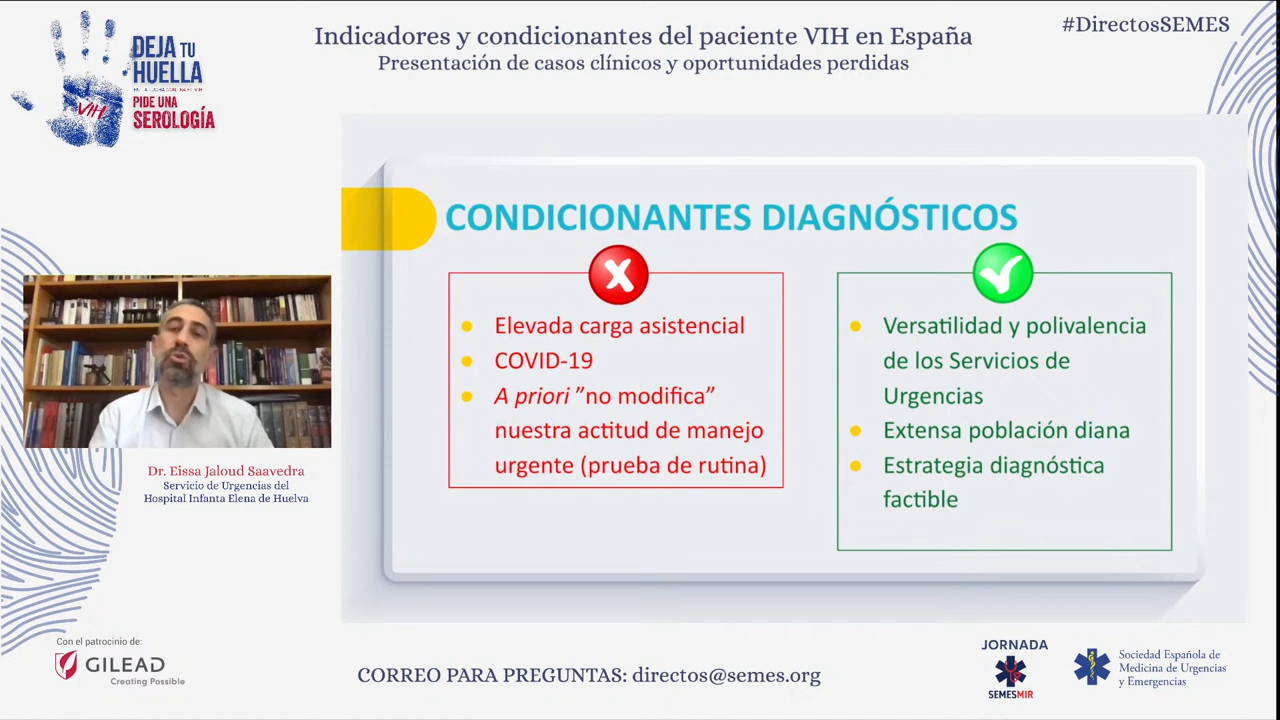 DEJA TU
HUELLA
EN LA LUCHA CONTRA EL VIH
PIDE UNA
SEROLOGÍA
VIH
Indicadores y condicionantes del paciente VIH en España
Presentación de casos clínicos y oportunidades perdidas
#DirectosSEMES
CONDICIONANTES DIAGNÓSTICOS
X
Elevada carga asistencial
COVID-19
A priori ”no modifica”
nuestra actitud de manejo
urgente (prueba de rutina)
Versatilidad y polivalencia
de los Servicios de
Urgencias
Extensa población diana
Estrategia diagnóstica
factible
Dr. Eissa Jaloud Saavedra
Servicio de Urgencias del
Hospital Infanta Elena de Huelva
Con el patrocinio de:
GILEAD
Creating Possible
CORREO PARA PREGUNTAS: directos@semes.org
JORNADA
SEMESMIR
Sociedad Española de
Medicina de Urgencias
y Emergencias